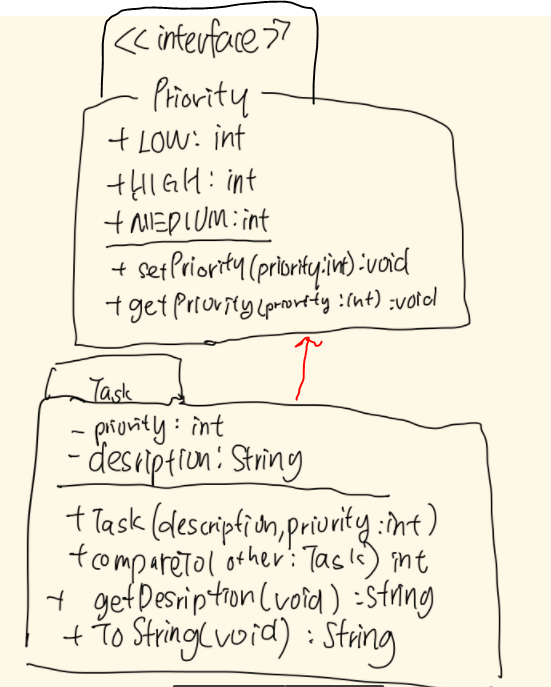 <<interface>>
Priority
+ LOW: int
+ HIGH: int
+ MEDIUM: int
+ setPriority(priority:int):void
+ getPriority(priority:int):void
Task
- priority: int
- desription: String
+ Task(description,priority:int)
+ compareTo(other:Task) int
+ getDesription(void):String
+ ToString(void):String